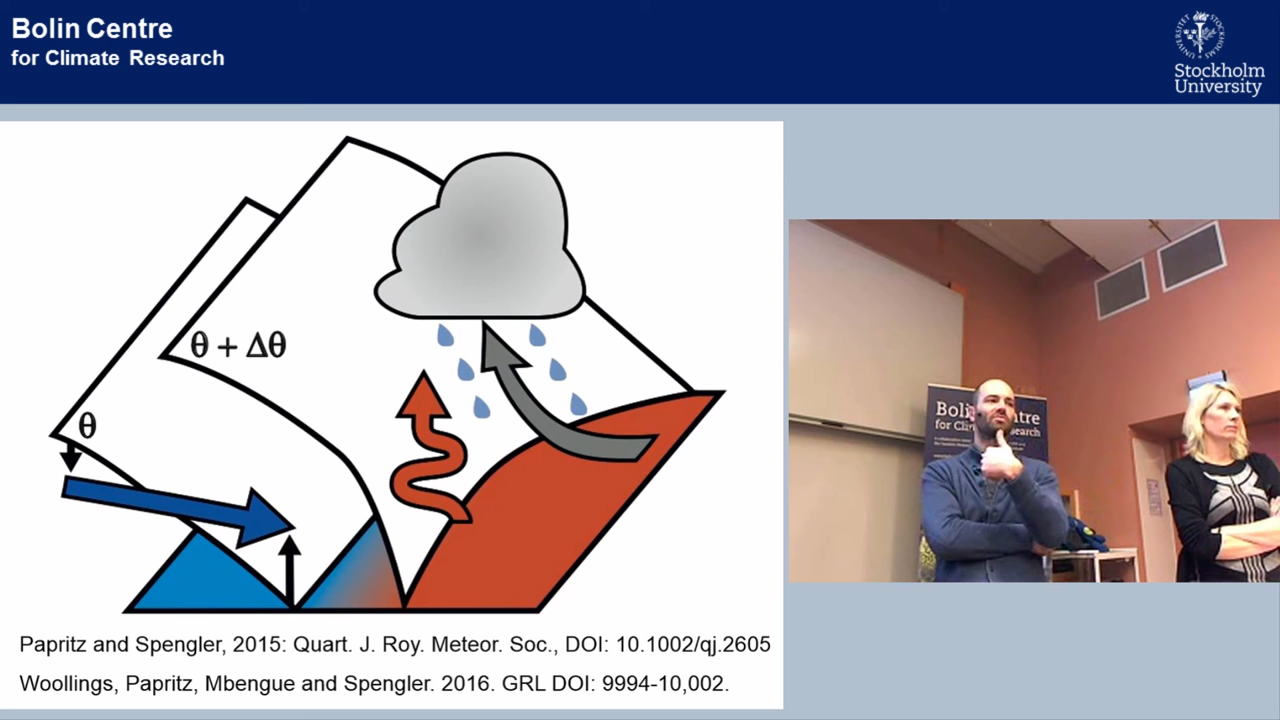 Bolin Centre
for Climate Research
Stockholm
University
θ + Δθ
θ
Papritz and Spengler, 2015: Quart. J. Roy. Meteor. Soc., DOI: 10.1002/qj.2605
Woollings, Papritz, Mbengue and Spengler. 2016. GRL DOI: 9994-10,002.